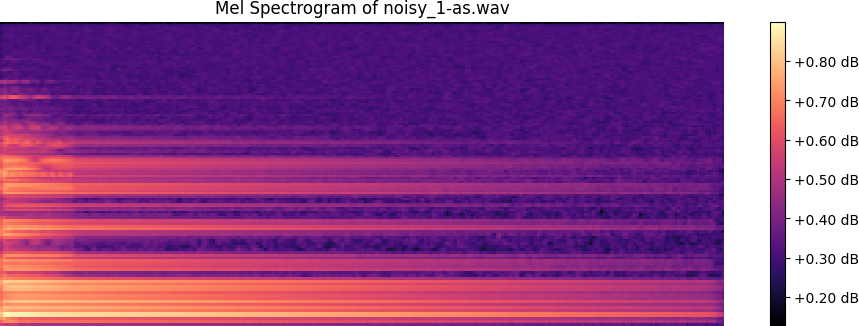 Mel Spectrogram of noisy_1-as.wav
+0.80 dB
+0.70 dB
+0.60 dB
+0.50 dB
+0.40 dB
+0.30 dB
+0.20 dB